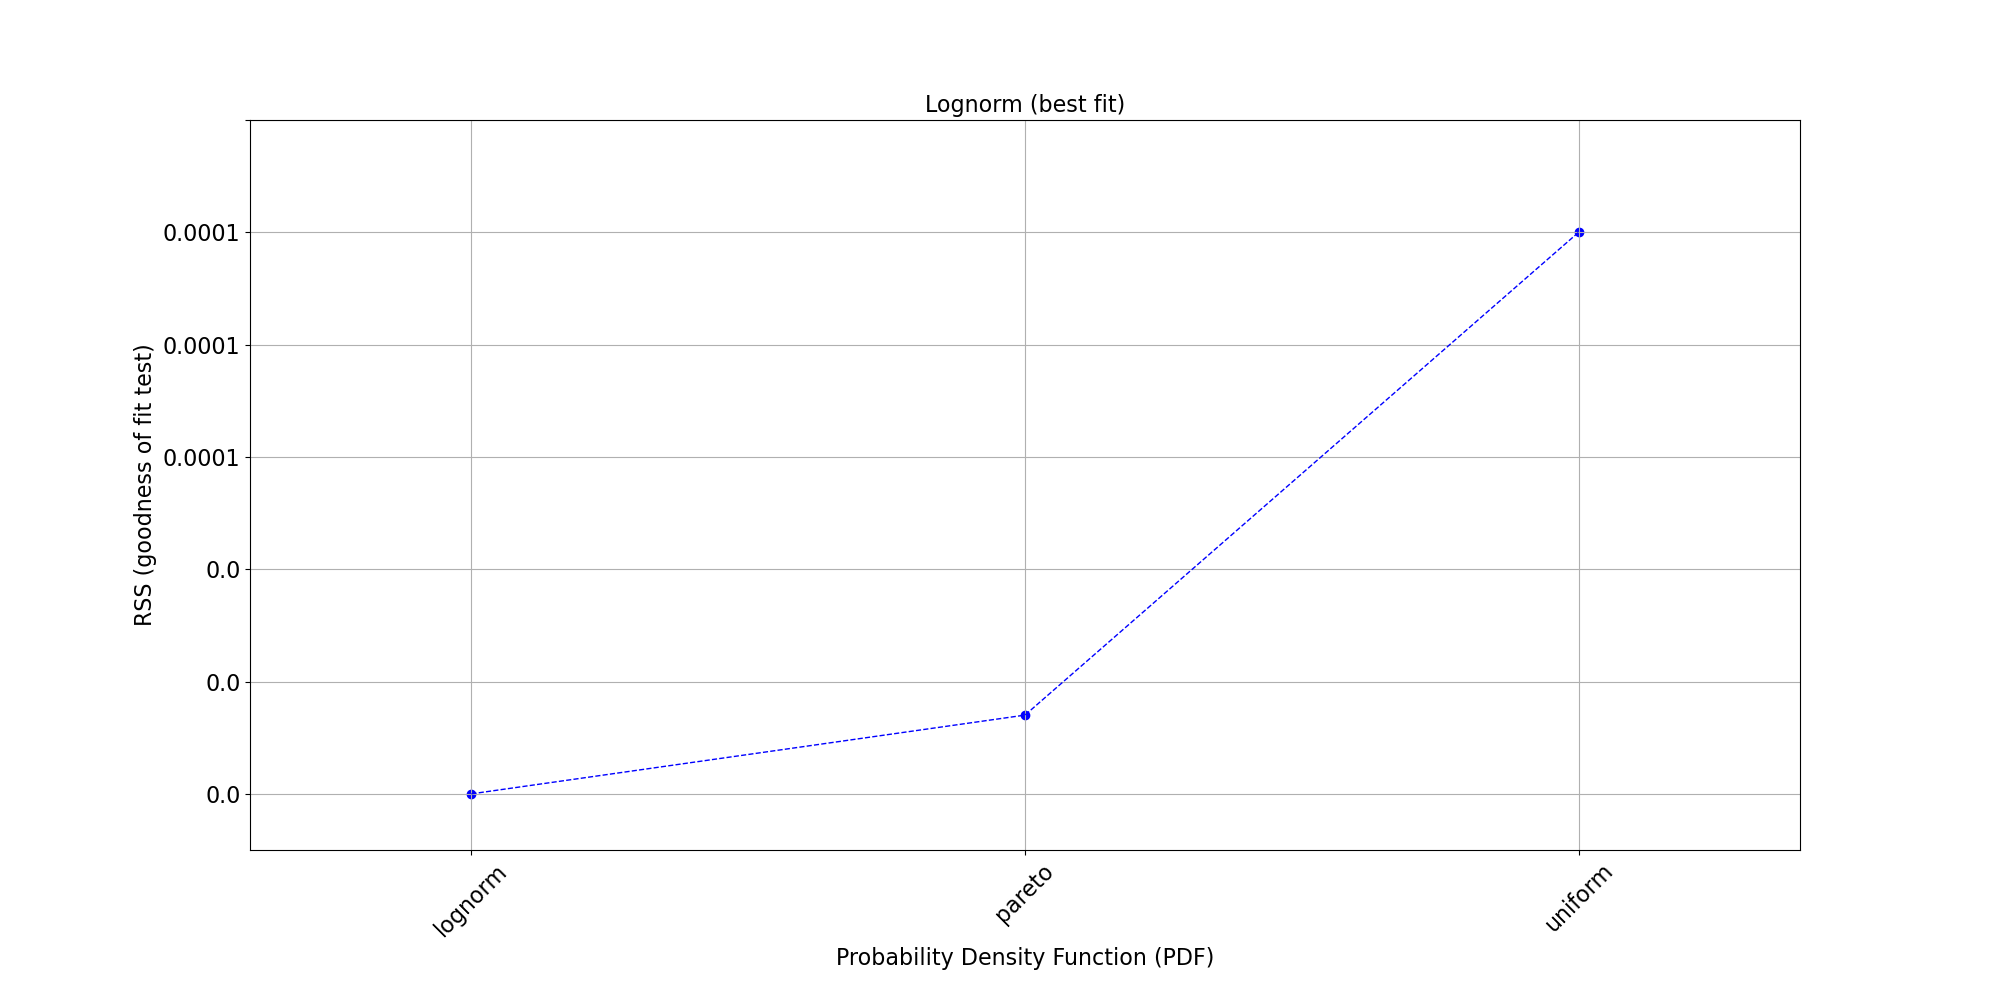 Lognorm (best fit)
RSS (goodness of fit test)
0.0001
0.0001
0.0001
0.0
0.0
0.0
lognorm
pareto
uniform
Probability Density Function (PDF)